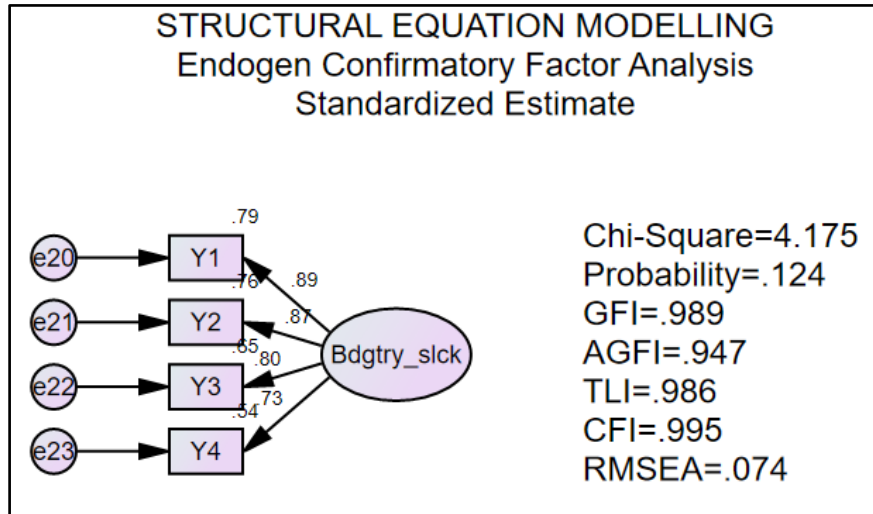 STRUCTURAL EQUATION MODELLING
Endogen Confirmatory Factor Analysis
Standardized Estimate
.79
e20
Y1
.89
.76
e21
Y2
.87
.65
e22
Y3
.80
.54
e23
Y4
.73
Bdgtry_slck
Chi-Square=4.175
Probability=.124
GFI=.989
AGFI=.947
TLI=.986
CFI=.995
RMSEA=.074